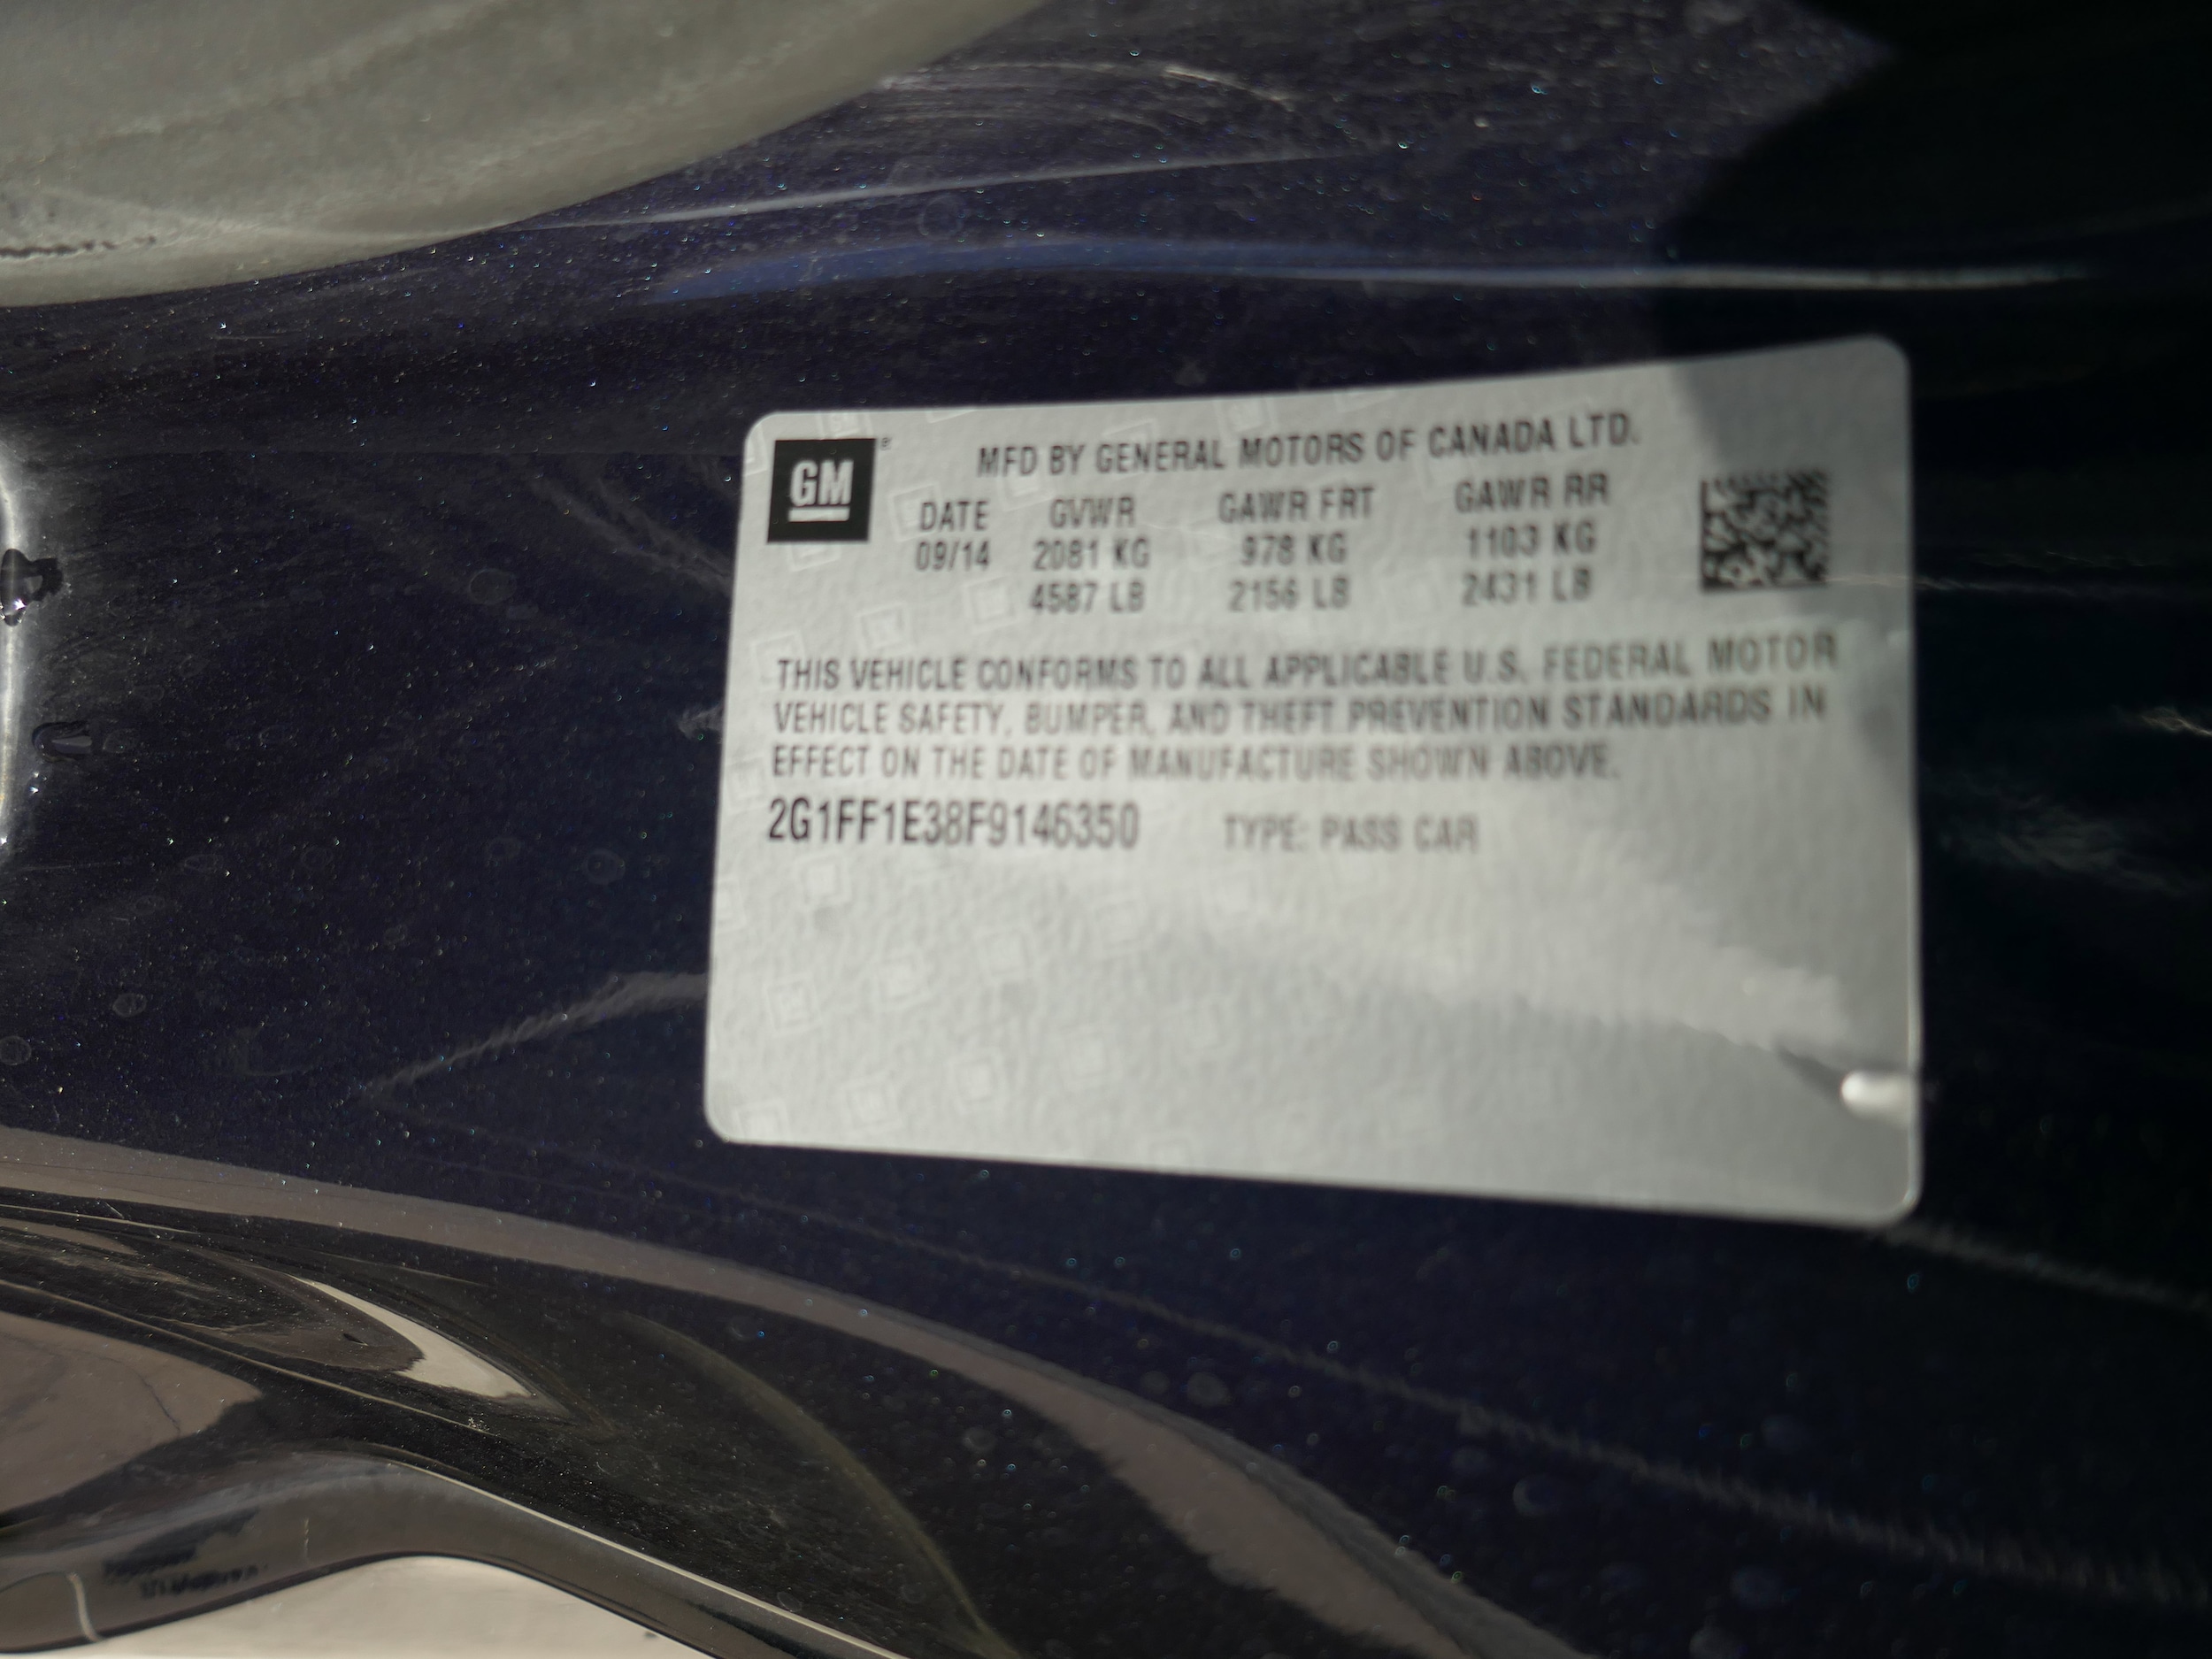 GM
®
MFD BY GENERAL MOTORS OF CANADA LTD.
DATE GVWR GAWR FRT GAWR RR
09/14 2081 KG 978 KG 1103 KG
4587 LB 2156 LB 2431 LB
THIS VEHICLE CONFORMS TO ALL APPLICABLE U.S. FEDERAL MOTOR
VEHICLE SAFETY, BUMPER, AND THEFT PREVENTION STANDARDS IN
EFFECT ON THE DATE OF MANUFACTURE SHOWN ABOVE.
2G1FF1E38F9146350 TYPE: PASS CAR